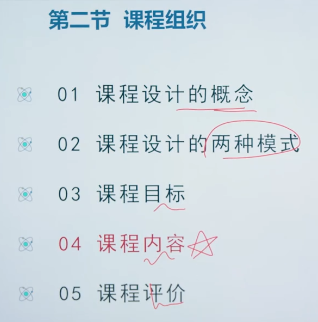 第二节 课程组织
01 课程设计的概念
02 课程设计的两种模式
03 课程目标
04 课程内容
05 课程评价